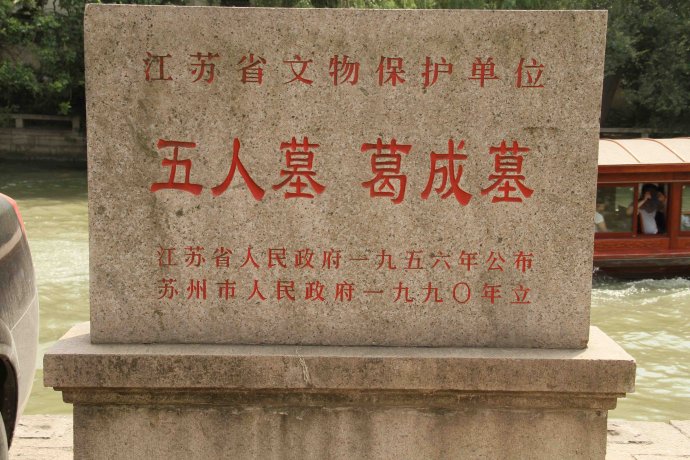 江苏省文物保护单位
五人墓 葛成墓
江苏省人民政府一九五六年公布
苏州市人民政府一九九〇年立